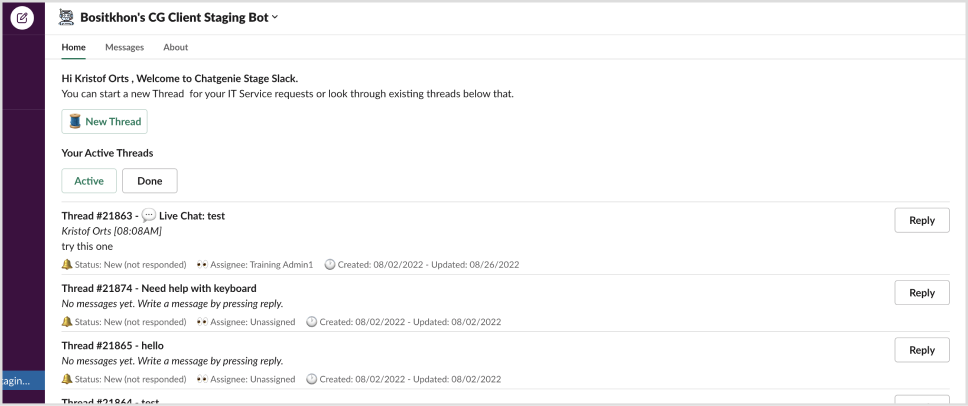 Bositkhon's CG Client Staging Bot
Home Messages About
Hi Kristof Orts , Welcome to Chatgenie Stage Slack.
You can start a new Thread for your IT Service requests or look through existing threads below that.
New Thread
Your Active Threads
Active Done
Thread #21863 - 💬 Live Chat: test
Reply
Kristof Orts [08:08AM]
try this one
🔔 Status: New (not responded) 👀 Assignee: Training Admin1 🕐 Created: 08/02/2022 - Updated: 08/26/2022
Thread #21874 - Need help with keyboard
Reply
No messages yet. Write a message by pressing reply.
🔔 Status: New (not responded) 👀 Assignee: Unassigned 🕐 Created: 08/02/2022 - Updated: 08/02/2022
Thread #21865 - hello
Reply
No messages yet. Write a message by pressing reply.
tagin...
🔔 Status: New (not responded) 👀 Assignee: Unassigned 🕐 Created: 08/02/2022 - Updated: 08/02/2022
Thread #21864 - test